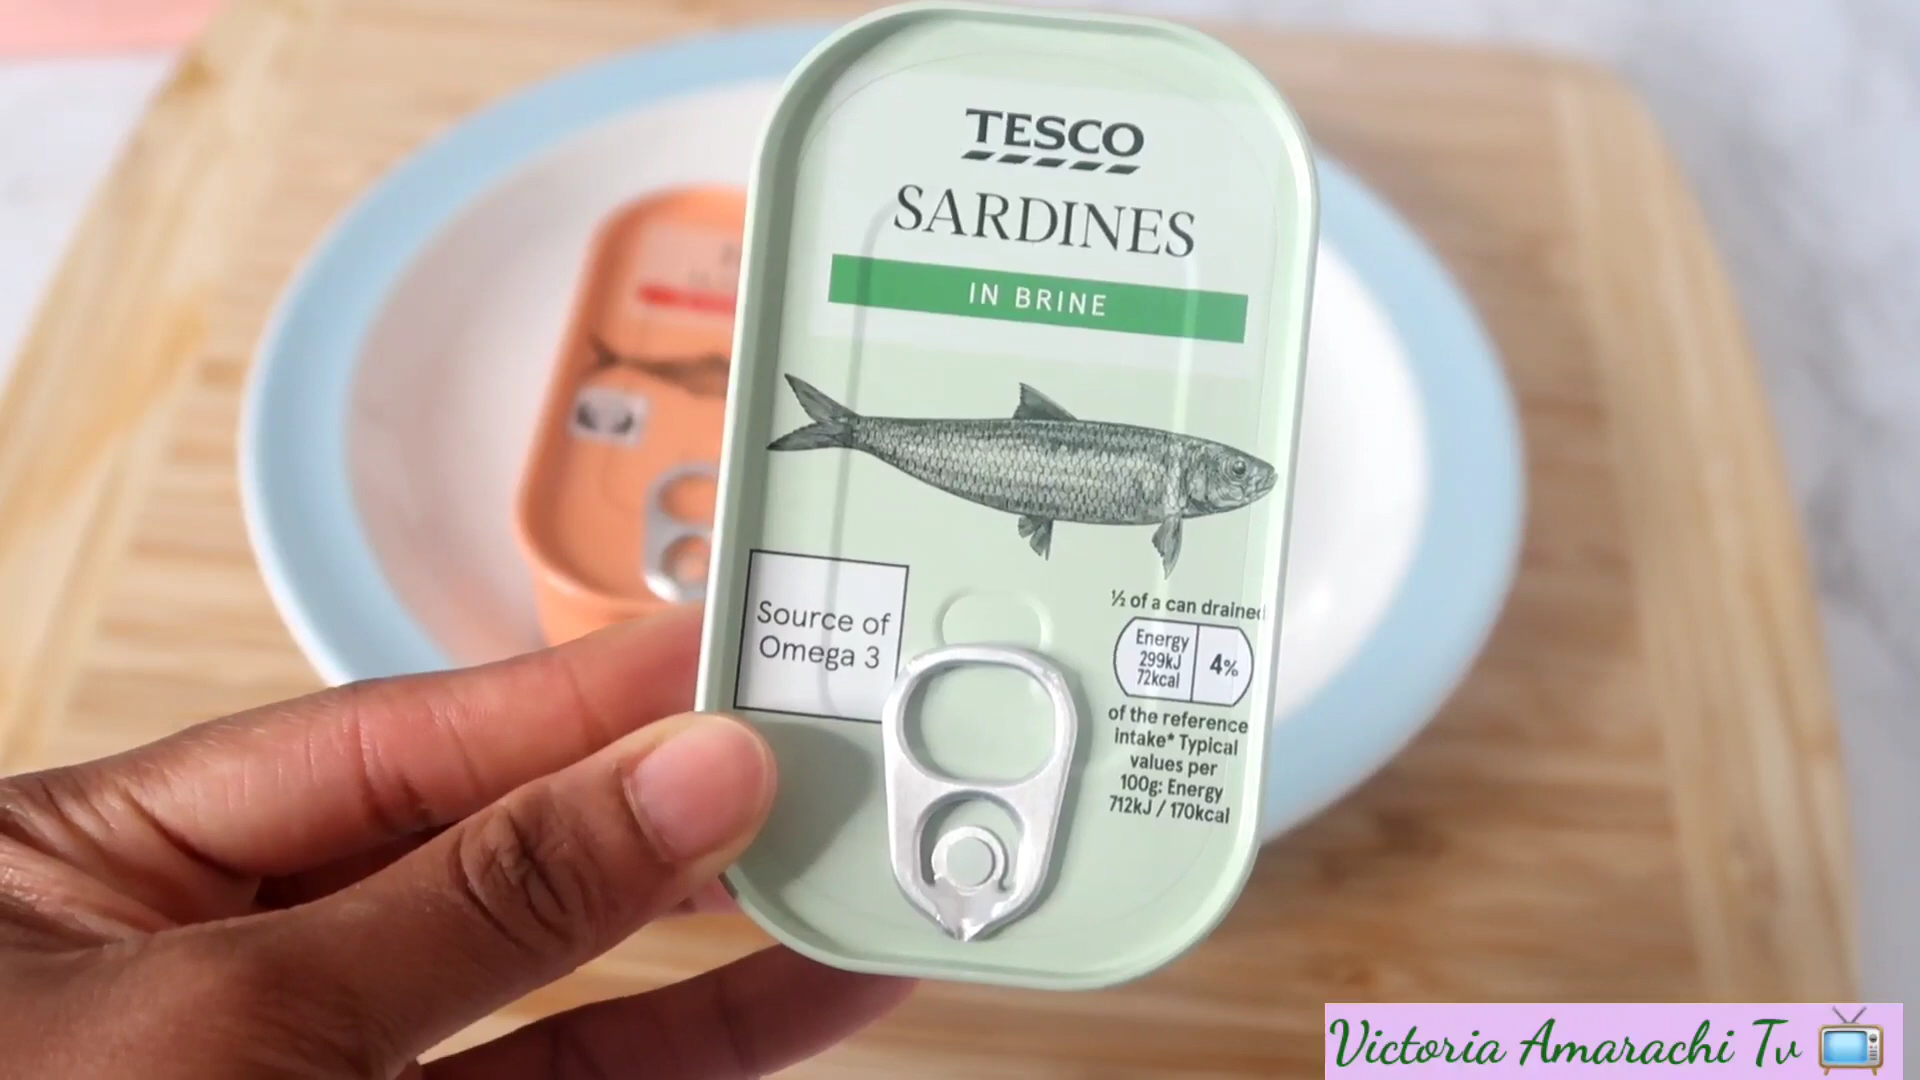 TESCO
SARDINES
IN BRINE
Source of
Omega 3
½ of a can drained
Energy
299kJ
72kcal
4%
of the reference
intake* Typical
values per
100g: Energy
712kJ / 170kcal
Victoria Amarachi Tv